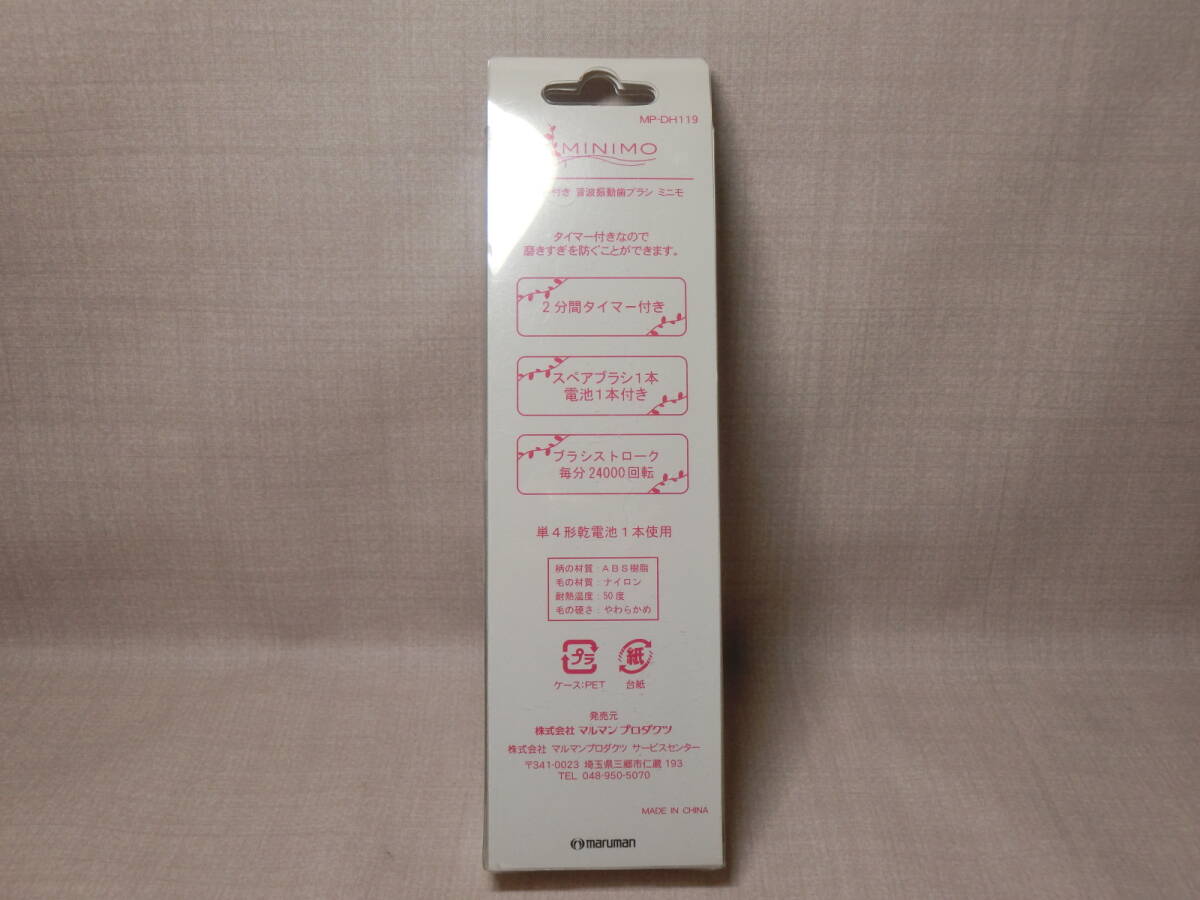 MP-DH119
MINIMO
付き 音波振動歯ブラシ ミニモ
タイマー付きなので
磨きすぎを防ぐことができます。
2分間タイマー付き
スペアブラシ1本
電池1本付き
ブラシストローク
毎分24000回転
単4形乾電池1本使用
柄の材質:ABS樹脂
毛の材質:ナイロン
耐熱温度:50度
毛の硬さ:やわらかめ
プラ 紙
ケース:PET 台紙
発売元
株式会社 マルマン プロダクツ
株式会社 マルマンプロダクツ サービスセンター
〒341-0023 埼玉県三郷市仁蔵 193
TEL 048-950-5070
MADE IN CHINA
maruman